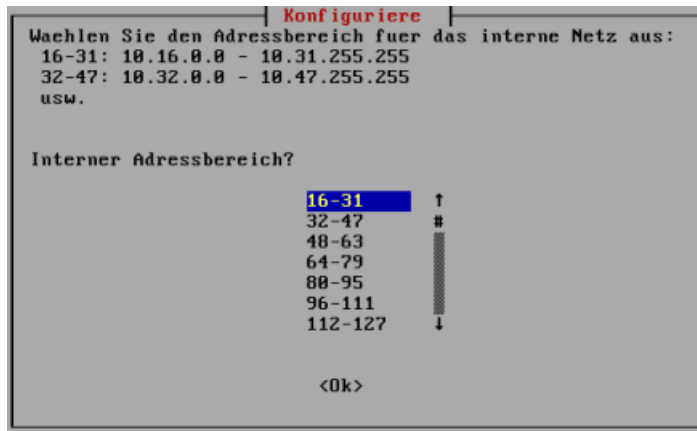 Konfiguriere
Waehlen Sie den Adressbereich fuer das interne Netz aus:
16-31: 10.16.0.0 - 10.31.255.255
32-47: 10.32.0.0 - 10.47.255.255
usw.
Interner Adressbereich?
16-31 ↑
32-47 #
48-63
64-79
80-95
96-111
112-127 ↓
<Ok>